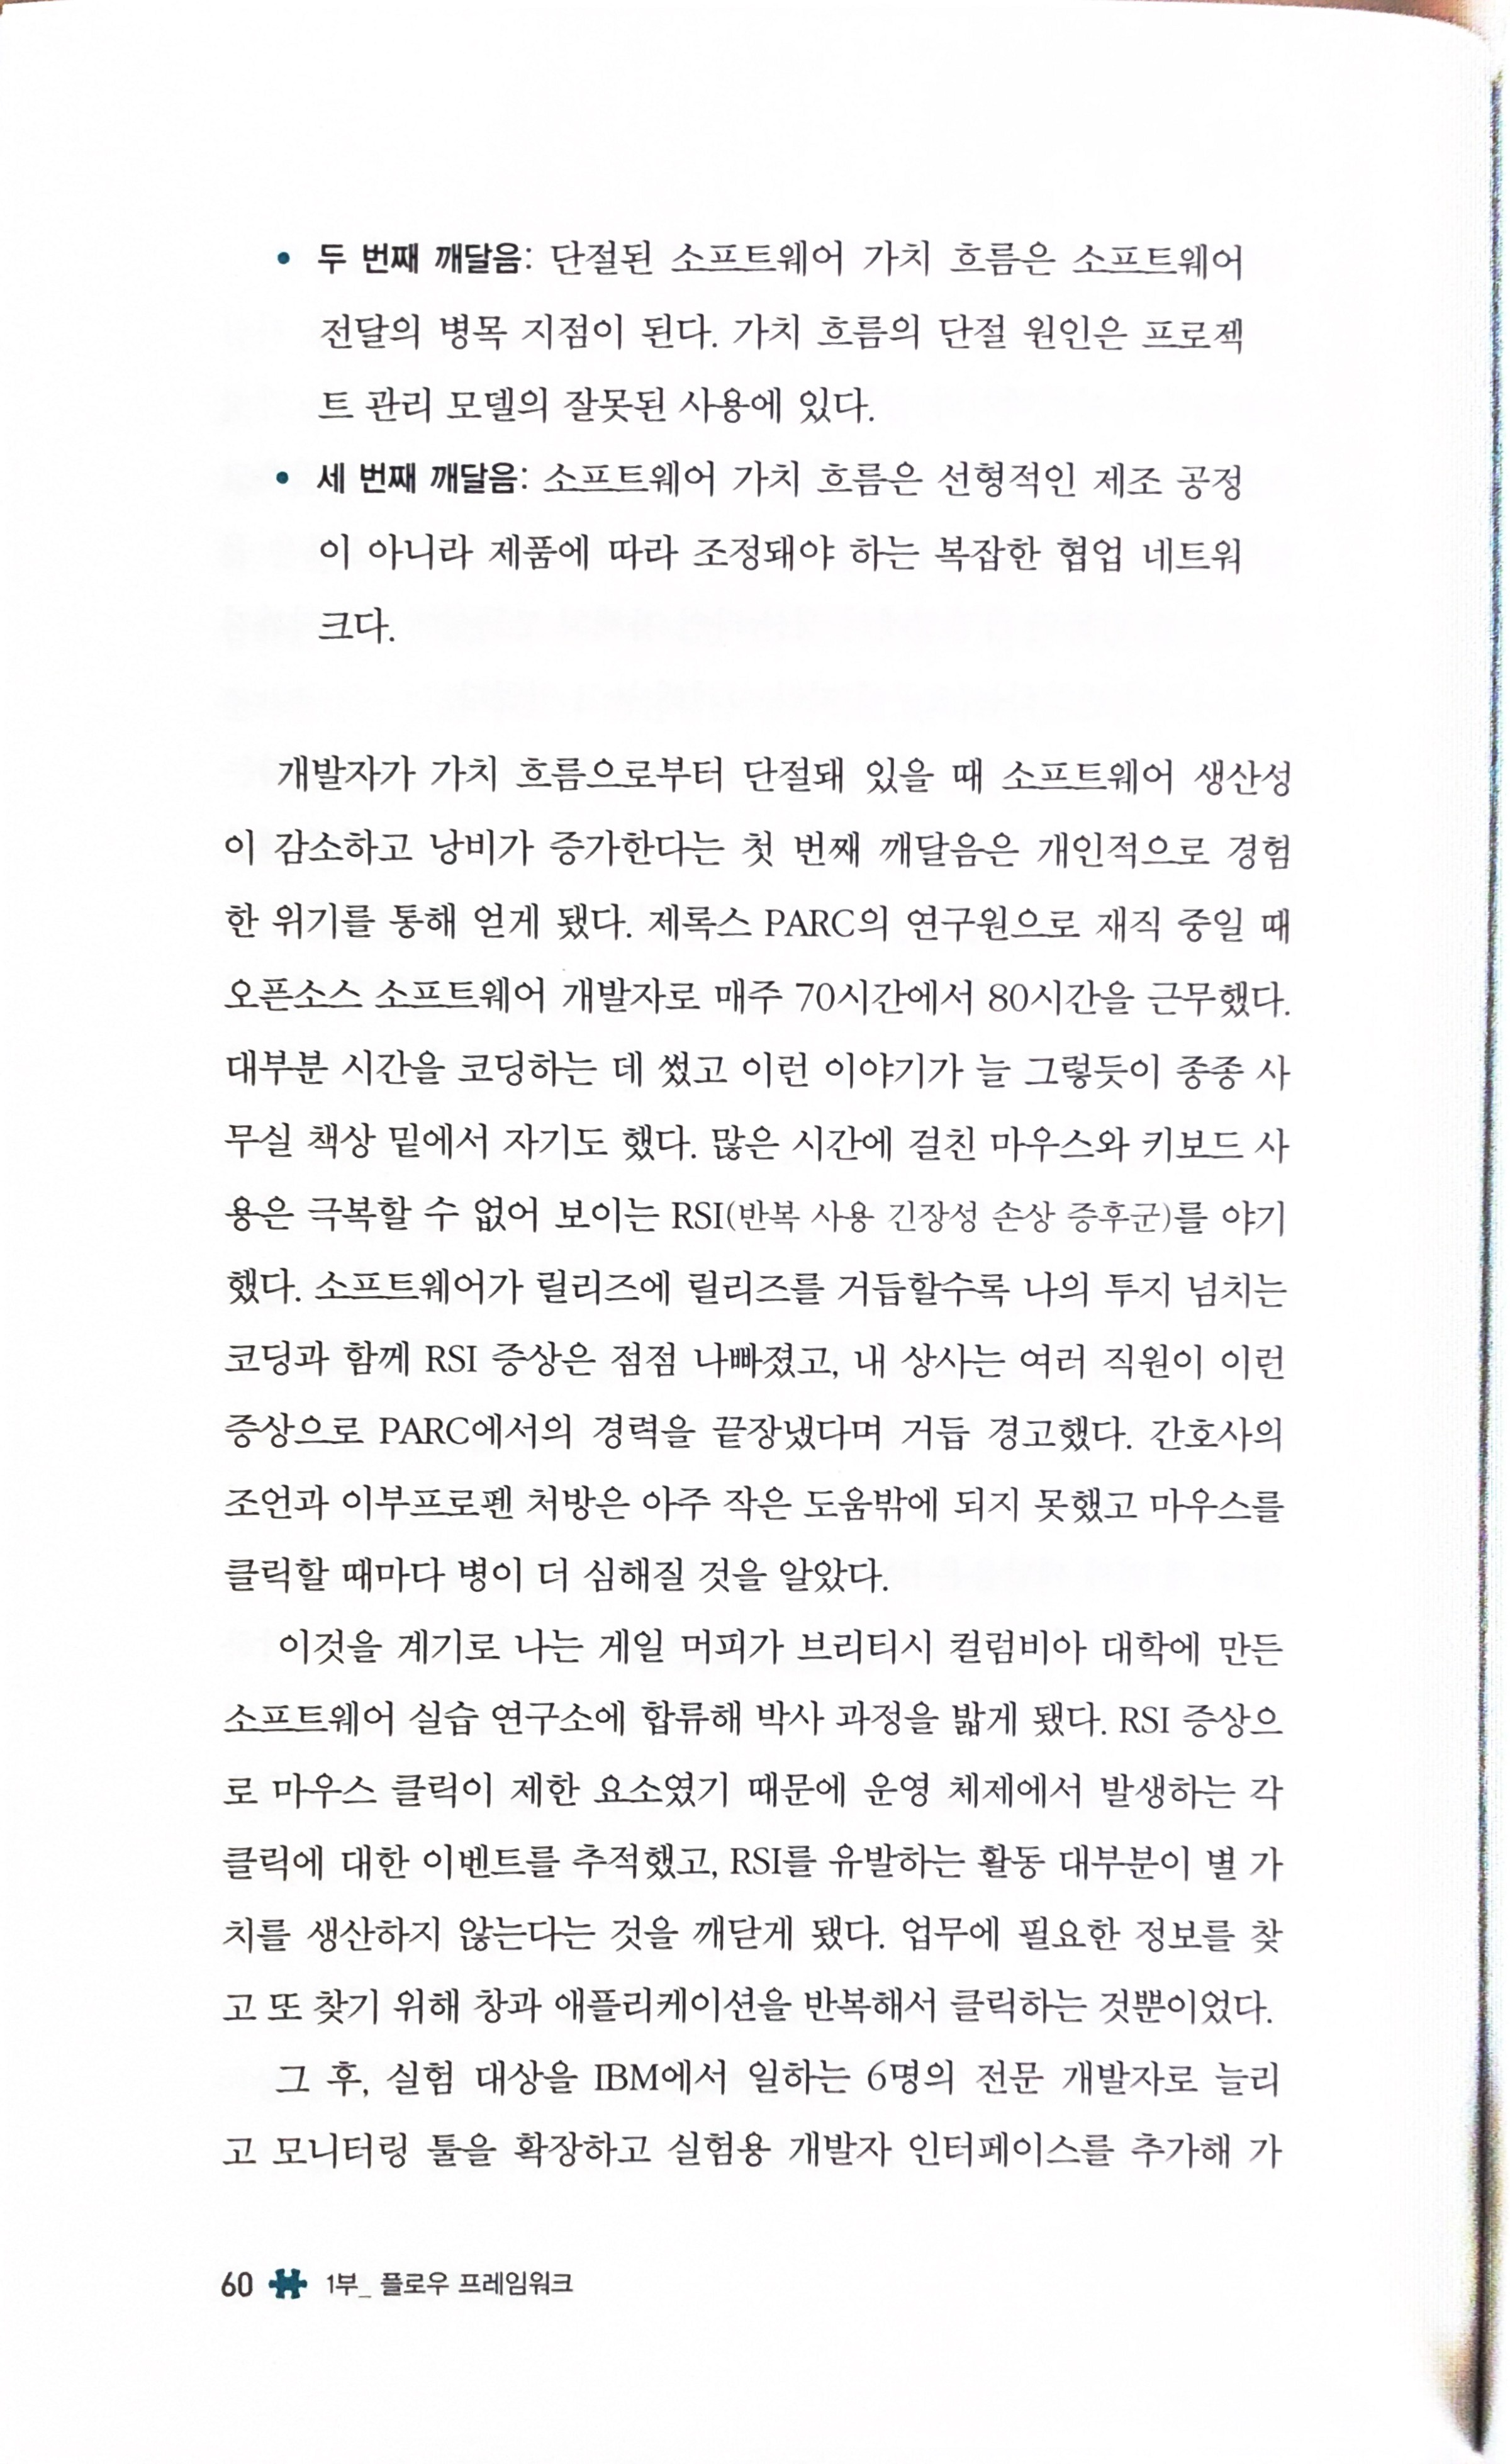 • 두 번째 깨달음: 단절된 소프트웨어 가치 흐름은 소프트웨어
전달의 병목 지점이 된다. 가치 흐름의 단절 원인은 프로젝
트 관리 모델의 잘못된 사용에 있다.
• 세 번째 깨달음: 소프트웨어 가치 흐름은 선형적인 제조 공정
이 아니라 제품에 따라 조정돼야 하는 복잡한 협업 네트워
크다.
개발자가 가치 흐름으로부터 단절돼 있을 때 소프트웨어 생산성
이 감소하고 낭비가 증가한다는 첫 번째 깨달음은 개인적으로 경험
한 위기를 통해 얻게 됐다. 제록스 PARC의 연구원으로 재직 중일 때
오픈소스 소프트웨어 개발자로 매주 70시간에서 80시간을 근무했다.
대부분 시간을 코딩하는 데 썼고 이런 이야기가 늘 그렇듯이 종종 사
무실 책상 밑에서 자기도 했다. 많은 시간에 걸친 마우스와 키보드 사
용은 극복할 수 없어 보이는 RSI(반복 사용 긴장성 손상 증후군)를 야기
했다. 소프트웨어가 릴리즈에 릴리즈를 거듭할수록 나의 투지 넘치는
코딩과 함께 RSI 증상은 점점 나빠졌고, 내 상사는 여러 직원이 이런
증상으로 PARC에서의 경력을 끝장냈다며 거듭 경고했다. 간호사의
조언과 이부프로펜 처방은 아주 작은 도움밖에 되지 못했고 마우스를
클릭할 때마다 병이 더 심해질 것을 알았다.
이것을 계기로 나는 게일 머피가 브리티시 컬럼비아 대학에 만든
소프트웨어 실습 연구소에 합류해 박사 과정을 밟게 됐다. RSI 증상으
로 마우스 클릭이 제한 요소였기 때문에 운영 체제에서 발생하는 각
클릭에 대한 이벤트를 추적했고, RSI를 유발하는 활동 대부분이 별 가
치를 생산하지 않는다는 것을 깨닫게 됐다. 업무에 필요한 정보를 찾
고 또 찾기 위해 창과 애플리케이션을 반복해서 클릭하는 것뿐이었다.
그 후, 실험 대상을 IBM에서 일하는 6명의 전문 개발자로 늘리
고 모니터링 툴을 확장하고 실험용 개발자 인터페이스를 추가해 가
60 1부_ 플로우 프레임워크